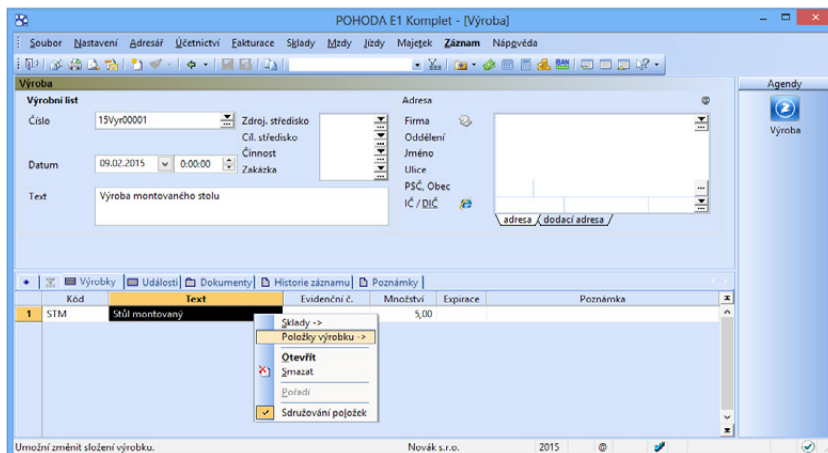 POHODA E1 Komplet - [Výroba]
Soubor Nastavení Adresář Účetnictví Fakturace Sklady Mzdy Jízdy Majetek Záznam Nápověda
Výroba
Agendy
Výrobní list
Adresa
@
Číslo 15Vyr00001 Zdroj. středisko Firma
Výroba
Cíl. středisko Oddělení
Činnost Jméno
Datum 09.02.2015 0:00:00 Zakázka Ulice
PSČ, Obec
Text Výroba montovaného stolu IČ / DIČ
adresa dodací adresa
Výrobky Události Dokumenty Historie záznamu Poznámky
Kód Text Evidenční č. Množství Expirace Poznámka
1 STM Stůl montovaný 5,00
Sklady ->
Položky výrobku ->
Otevřít
Smazat
Pořadí
Sdružování položek
Umožní změnit složení výrobku. Novák s.r.o. 2015 @